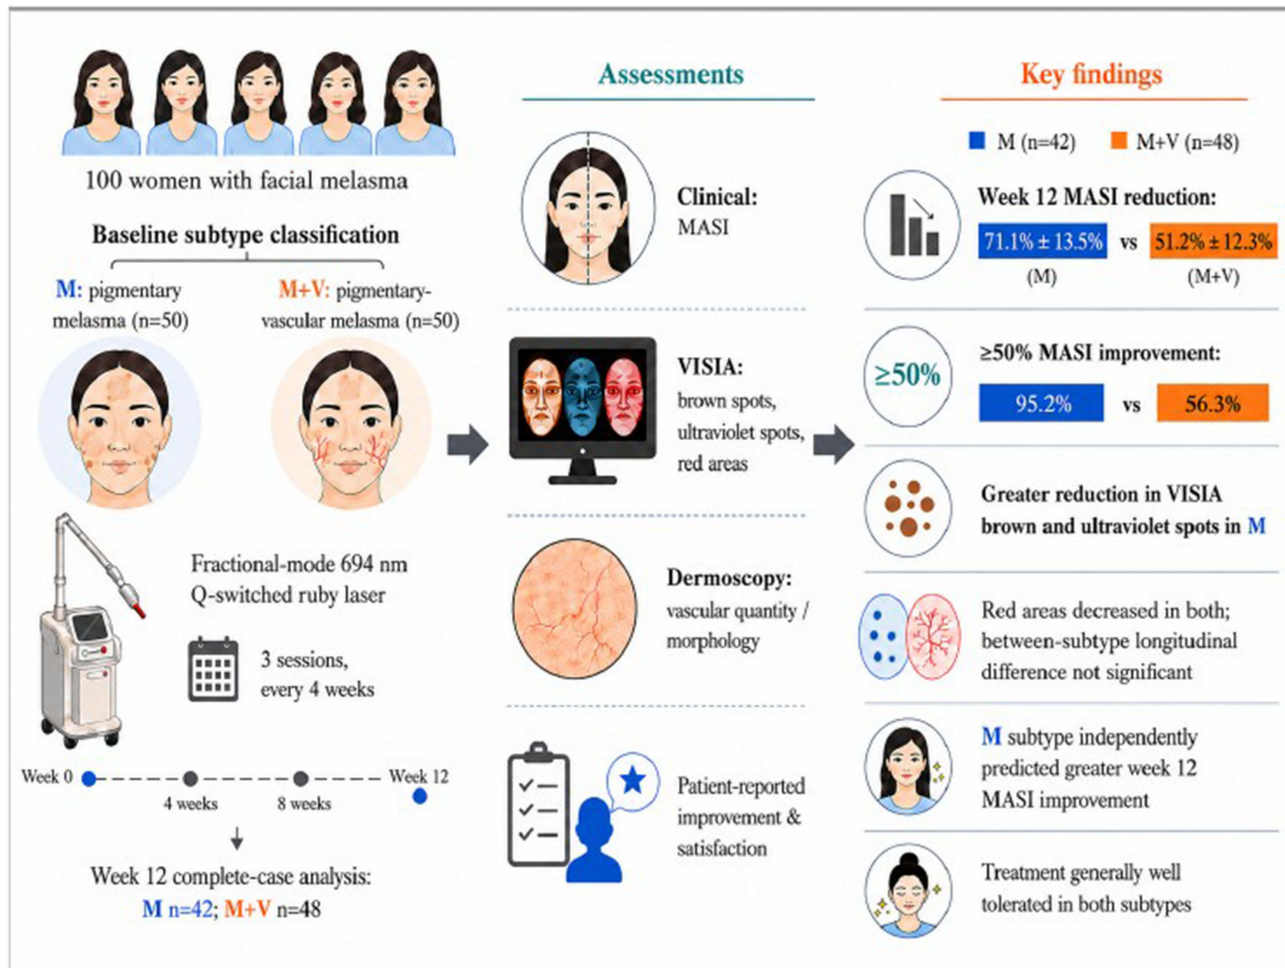 100 women with facial melasma
Baseline subtype classification
M: pigmentary
melasma (n=50)
M+V: pigmentary-
vascular melasma (n=50)
Fractional-mode 694 nm
Q-switched ruby laser
3 sessions,
every 4 weeks
Week 0
4 weeks
8 weeks
Week 12
Week 12 complete-case analysis:
M n=42; M+V n=48
Assessments
Clinical:
MASI
VISIA:
brown spots,
ultraviolet spots,
red areas
Dermoscopy:
vascular quantity /
morphology
Patient-reported
improvement &
satisfaction
Key findings
M (n=42) M+V (n=48)
Week 12 MASI reduction:
71.1% ± 13.5% vs 51.2% ± 12.3%
(M) (M+V)
≥50%
≥50% MASI improvement:
95.2% vs 56.3%
Greater reduction in VISIA
brown and ultraviolet spots in M
Red areas decreased in both;
between-subtype longitudinal
difference not significant
M subtype independently
predicted greater week 12
MASI improvement
Treatment generally well
tolerated in both subtypes